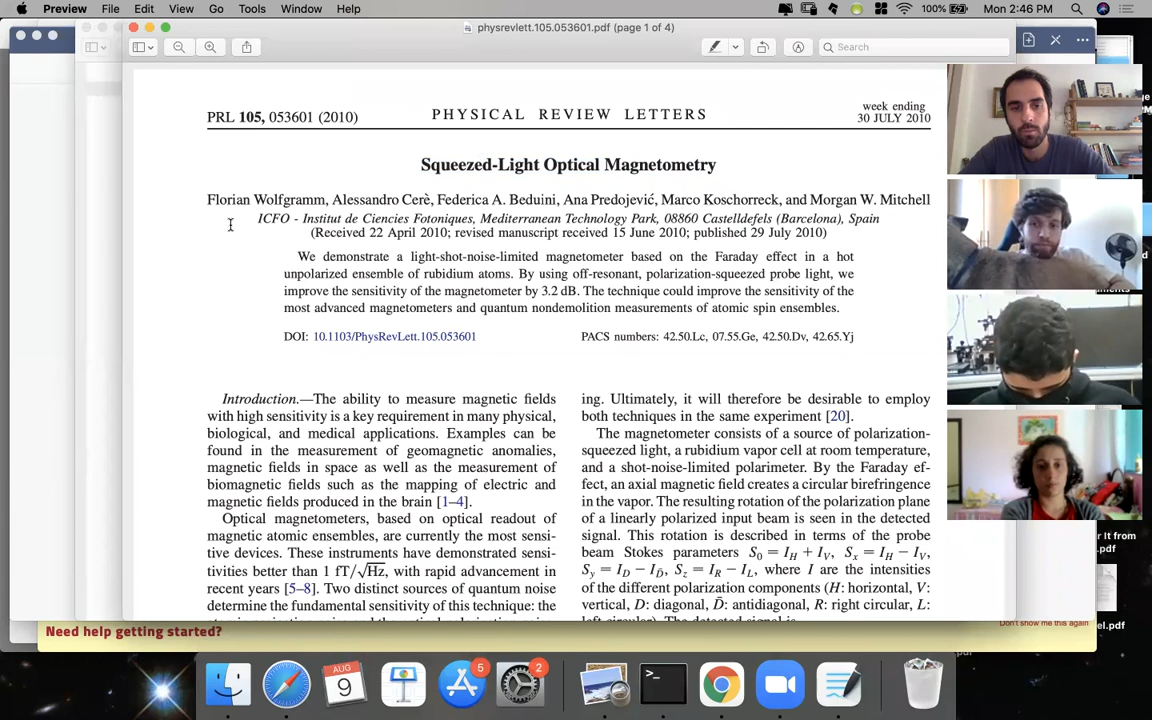 Preview File Edit View Go Tools Window Help
100% Mon 2:46 PM
physrevlett.105.053601.pdf (page 1 of 4)
Search
PRL 105, 053601 (2010)
PHYSICAL REVIEW LETTERS
week ending
30 JULY 2010
Squeezed-Light Optical Magnetometry
Florian Wolfgramm, Alessandro Cerè, Federica A. Beduini, Ana Predojević, Marco Koschorreck, and Morgan W. Mitchell
ICFO - Institut de Ciencies Fotoniques, Mediterranean Technology Park, 08860 Castelldefels (Barcelona), Spain
(Received 22 April 2010; revised manuscript received 15 June 2010; published 29 July 2010)
We demonstrate a light-shot-noise-limited magnetometer based on the Faraday effect in a hot
unpolarized ensemble of rubidium atoms. By using off-resonant, polarization-squeezed probe light, we
improve the sensitivity of the magnetometer by 3.2 dB. The technique could improve the sensitivity of the
most advanced magnetometers and quantum nondemolition measurements of atomic spin ensembles.
DOI: 10.1103/PhysRevLett.105.053601
PACS numbers: 42.50.Lc, 07.55.Ge, 42.50.Dv, 42.65.Yj
Introduction.—The ability to measure magnetic fields
with high sensitivity is a key requirement in many physical,
biological, and medical applications. Examples can be
found in the measurement of geomagnetic anomalies,
magnetic fields in space as well as the measurement of
biomagnetic fields such as the mapping of electric and
magnetic fields produced in the brain [1–4].
Optical magnetometers, based on optical readout of
magnetic atomic ensembles, are currently the most sensi-
tive devices. These instruments have demonstrated sensi-
tivities better than 1 fT/√Hz, with rapid advancement in
recent years [5–8]. Two distinct sources of quantum noise
determine the fundamental sensitivity of this technique: the
ing. Ultimately, it will therefore be desirable to employ
both techniques in the same experiment [20].
The magnetometer consists of a source of polarization-
squeezed light, a rubidium vapor cell at room temperature,
and a shot-noise-limited polarimeter. By the Faraday ef-
fect, an axial magnetic field creates a circular birefringence
in the vapor. The resulting rotation of the polarization plane
of a linearly polarized input beam is seen in the detected
signal. This rotation is described in terms of the probe
beam Stokes parameters S₀ = I_H + I_V, S_x = I_H − I_V,
S_y = I_D − I_D̄, S_z = I_R − I_L, where I are the intensities
of the different polarization components (H: horizontal, V:
vertical, D: diagonal, D̄: antidiagonal, R: right circular, L:
left circular). The detected signal is
r It from
.pdf
el.pdf
Don't show me this again
Need help getting started?
AUG
9
5
2